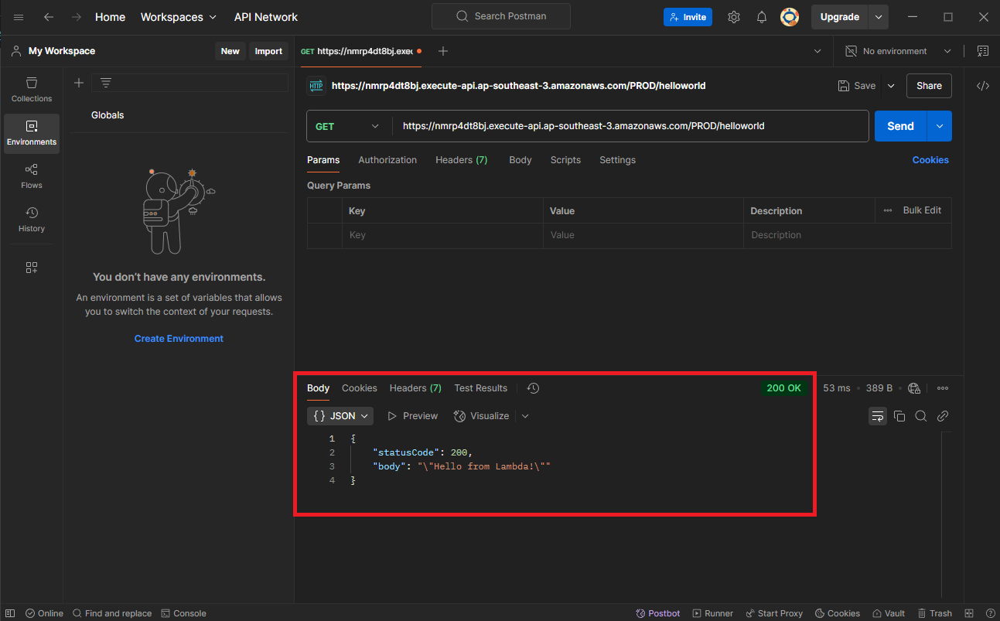 Home Workspaces API Network Search Postman Invite Upgrade
My Workspace New Import GET https://nmrp4dt8bj.exec No environment
Collections
Environments
Flows
History
Globals
You don't have any environments.
An environment is a set of variables that allows
you to switch the context of your requests.
Create Environment
HTTP https://nmrp4dt8bj.execute-api.ap-southeast-3.amazonaws.com/PROD/helloworld Save Share
GET https://nmrp4dt8bj.execute-api.ap-southeast-3.amazonaws.com/PROD/helloworld Send
Params Authorization Headers (7) Body Scripts Settings Cookies
Query Params
Key Value Description Bulk Edit
Key Value Description
Body Cookies Headers (7) Test Results 200 OK 53 ms 389 B
{} JSON Preview Visualize
1 {
2 "statusCode": 200,
3 "body": "\"Hello from Lambda!\""
4 }
Online Find and replace Console Postbot Runner Start Proxy Cookies Vault Trash